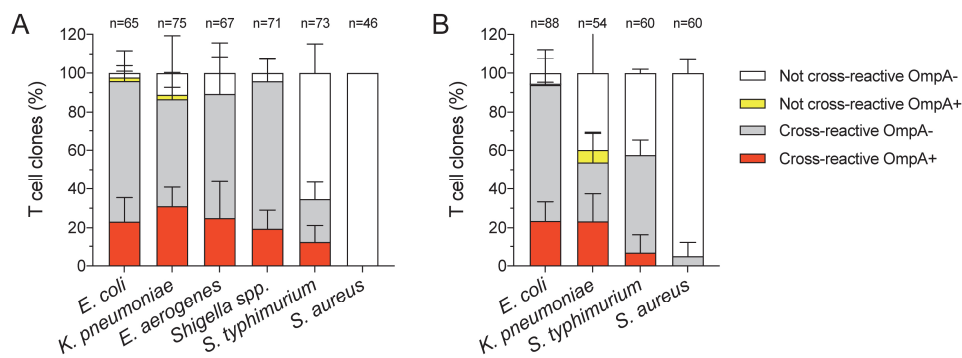 A
n=65 n=75 n=67 n=71 n=73 n=46
T cell clones (%)
120
100
80
60
40
20
0
E. coli
K. pneumoniae
E. aerogenes
Shigella spp.
S. typhimurium
S. aureus
B
n=88 n=54 n=60 n=60
T cell clones (%)
120
100
80
60
40
20
0
E. coli
K. pneumoniae
S. typhimurium
S. aureus
Not cross-reactive OmpA-
Not cross-reactive OmpA+
Cross-reactive OmpA-
Cross-reactive OmpA+